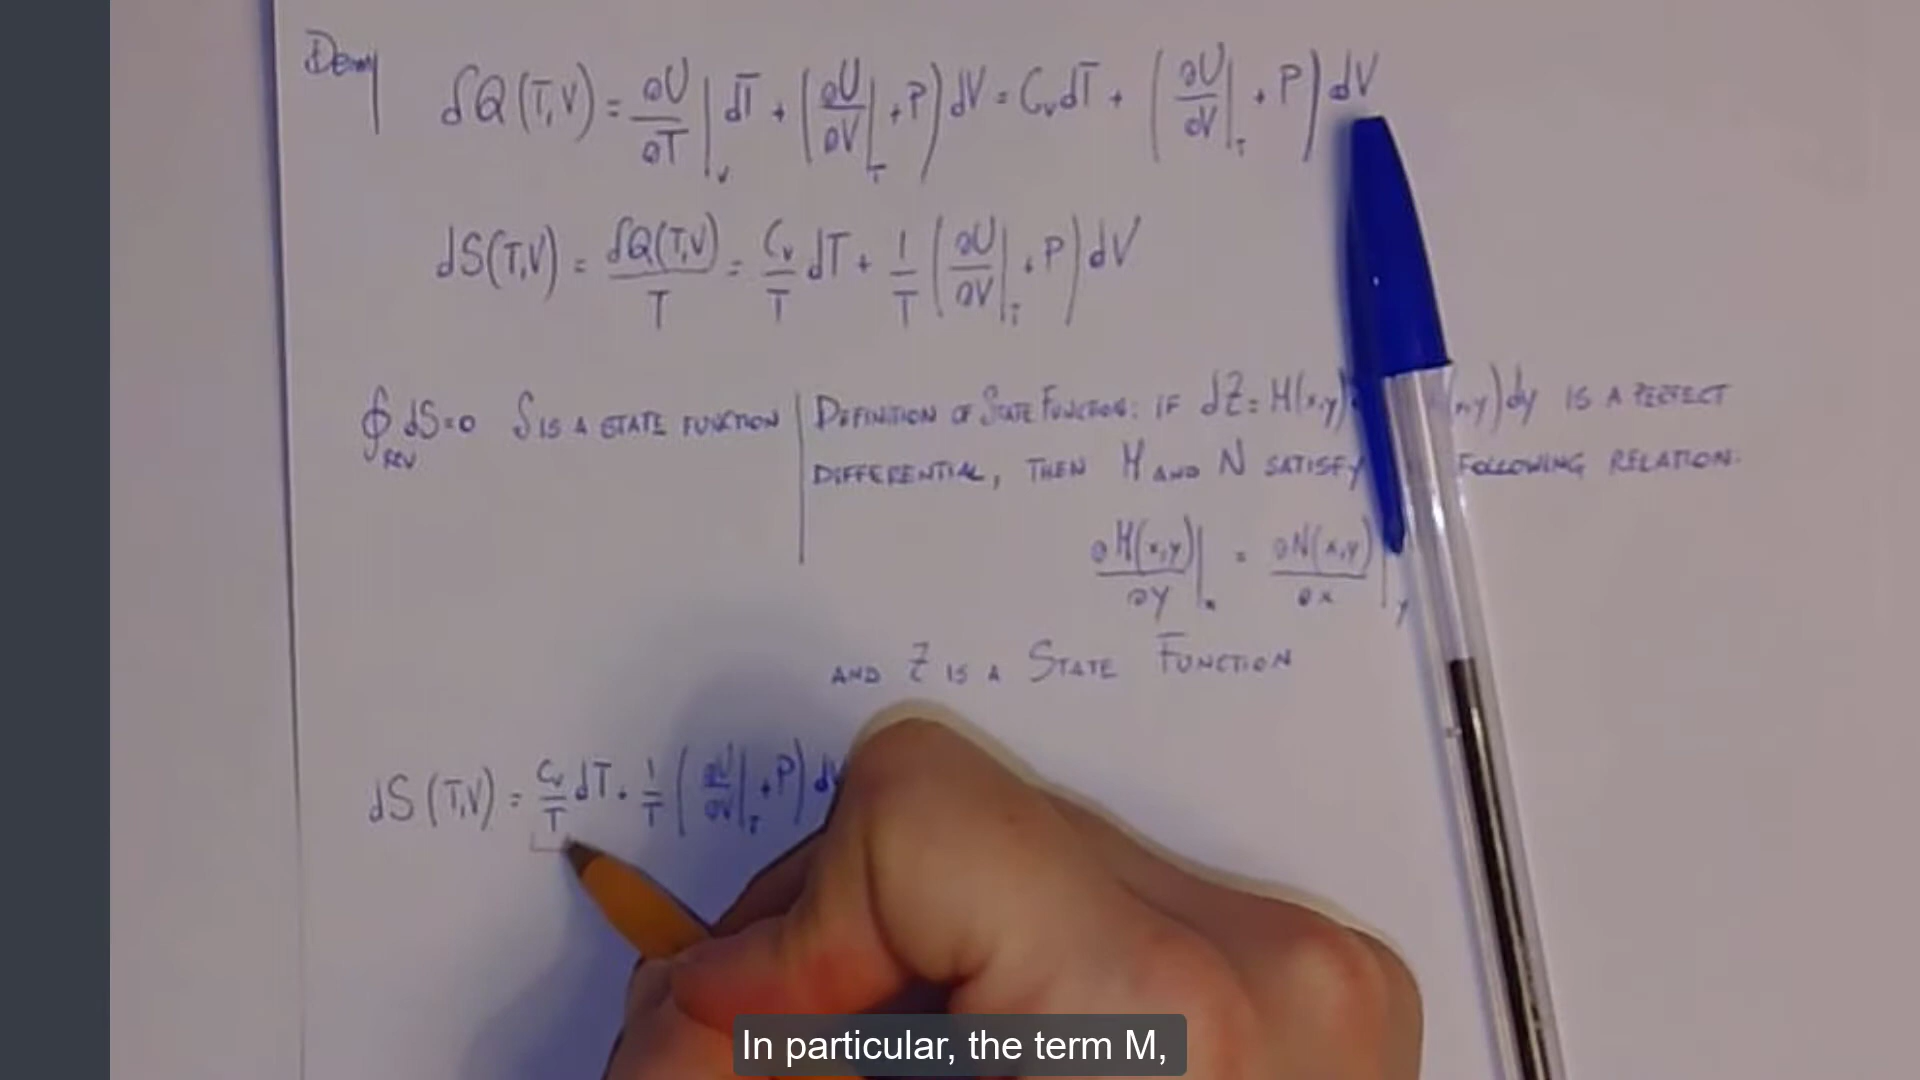 Dem
δQ(T,V) = ∂U/∂T|v dT + (∂U/∂V|T + P) dV = Cv dT + (∂U/∂V|T + P) dV
dS(T,V) = δQ(T,V)/T = Cv/T dT + 1/T (∂U/∂V|T + P) dV
∮REV dS = 0 S IS A STATE FUNCTION
DEFINITION OF STATE FUNCTION: IF dZ = M(x,y) (x,y)dy IS A PERFECT
DIFFERENTIAL, THEN M AND N SATISFY FOLLOWING RELATION:
∂M(x,y)/∂y|x = ∂N(x,y)/∂x|y
AND Z IS A STATE FUNCTION
dS(T,V) = Cv/T dT + 1/T (∂U/∂V|T + P) dV
In particular, the term M,